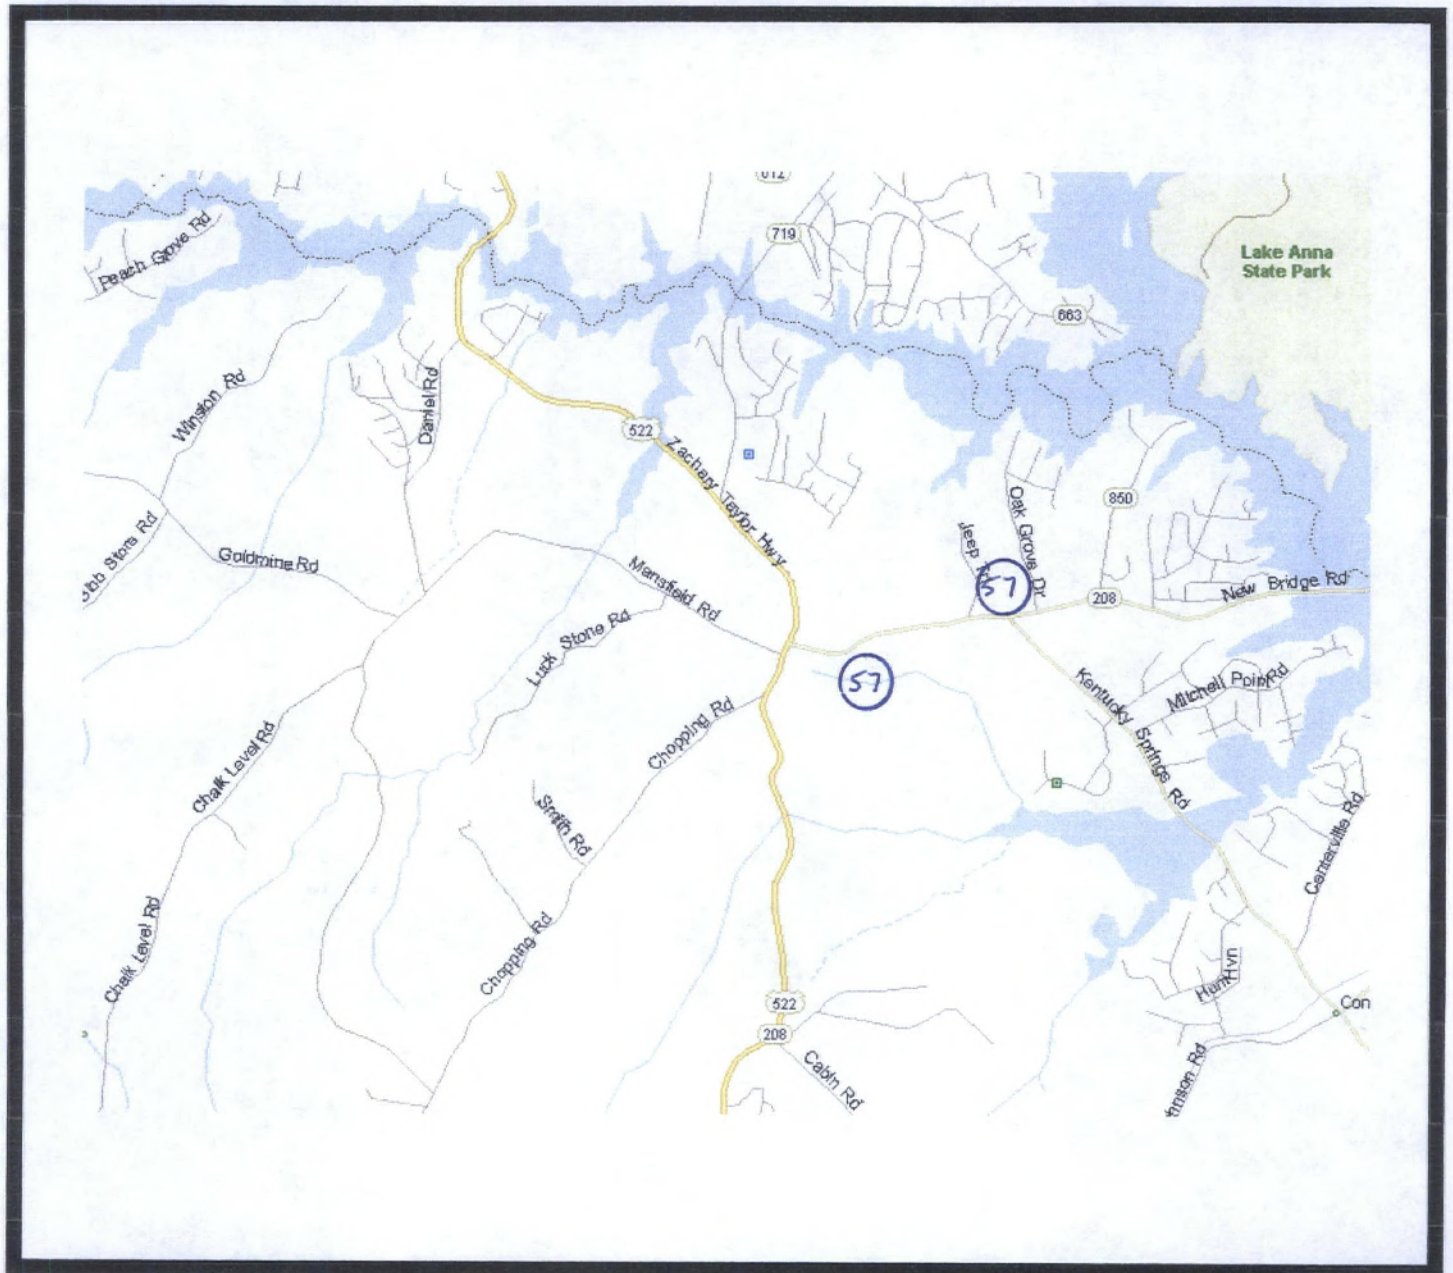 612
719
Peach Grove Rd
Lake Anna
State Park
663
Winston Rd
Daniel Rd
522
Zachary Taylor Hwy
850
Oak Grove Dr
Jeep
Goldmine Rd
Mansfield Rd
57
208
New Bridge Rd
Luck Stone Rd
57
Kentucky Springs Rd
Mitchell Point Rd
Chopping Rd
Chalk Level Rd
Smith Rd
Centerville Rd
Chalk Level Rd
Chopping Rd
Hunt Hvn
522
Con
208
Cabin Rd
nnson Rd